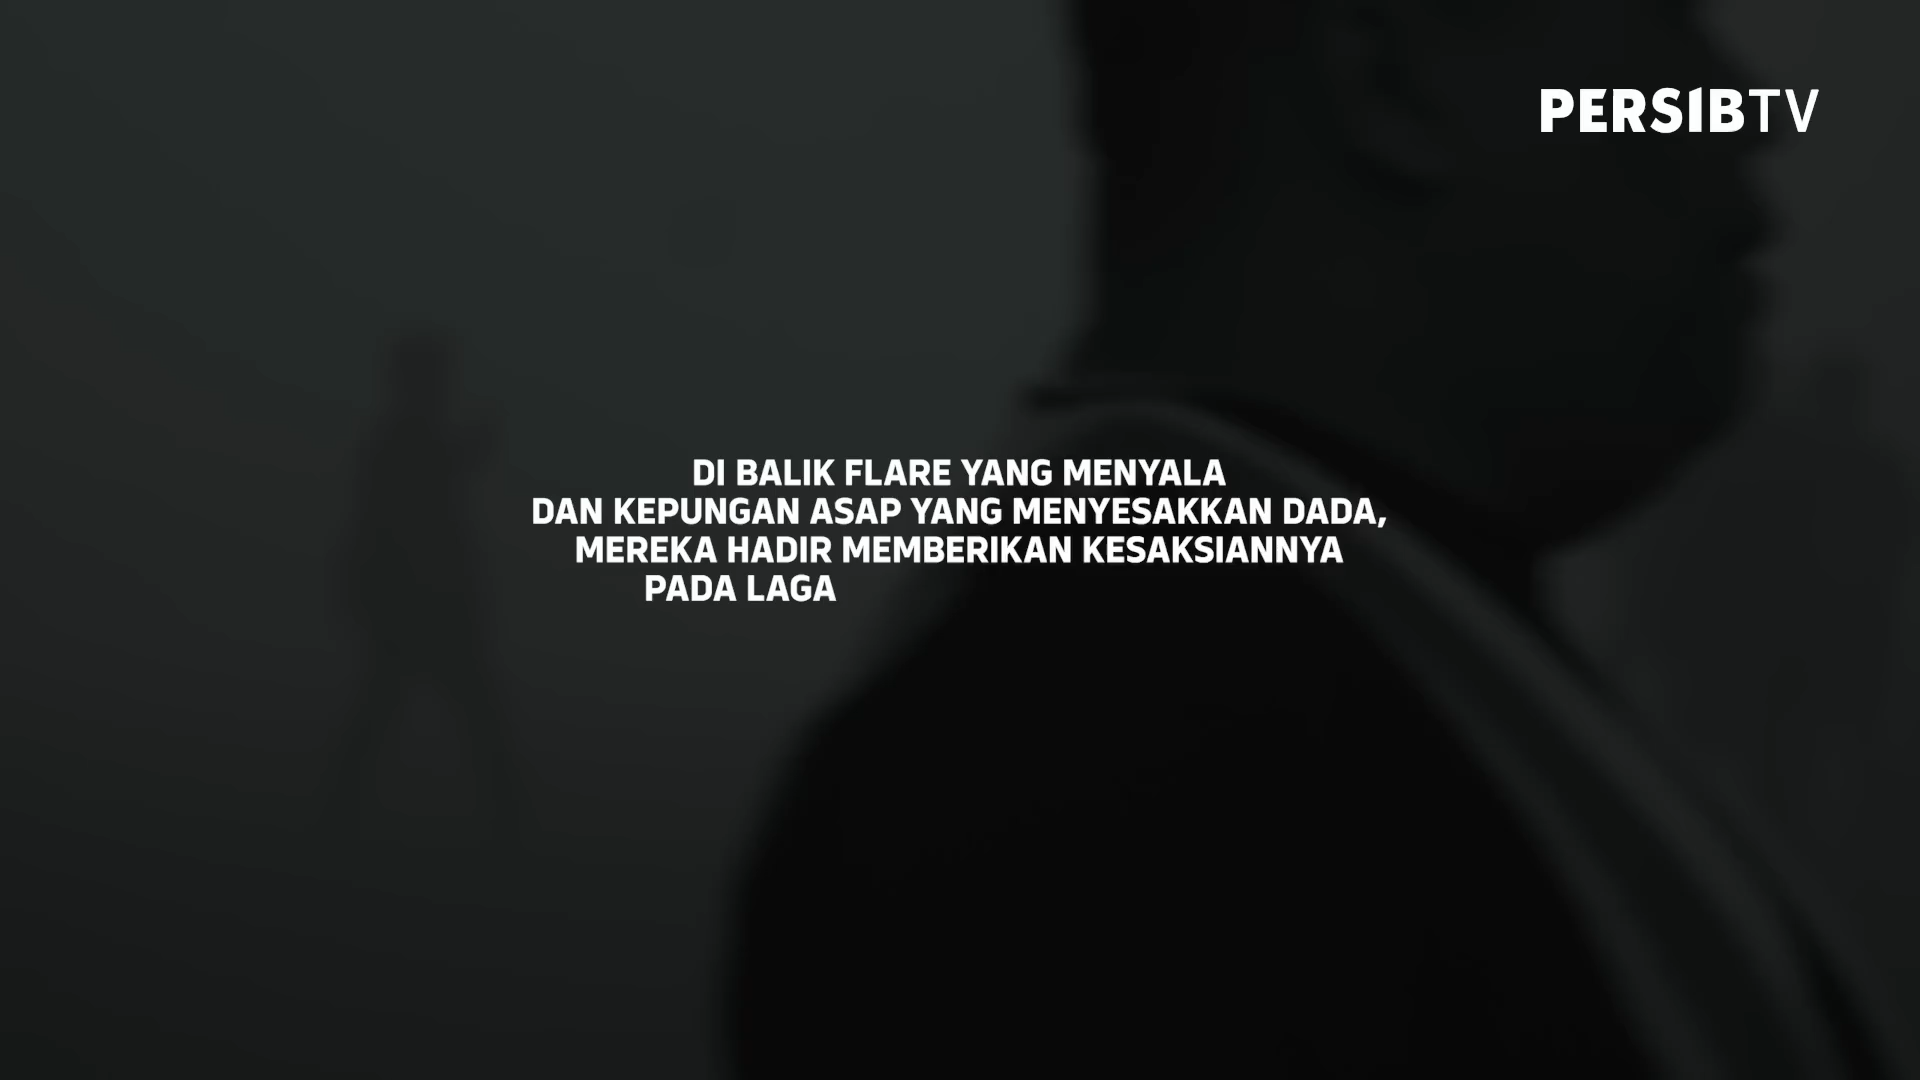 PERSIBTV
DI BALIK FLARE YANG MENYALA
DAN KEPUNGAN ASAP YANG MENYESAKKAN DADA,
MEREKA HADIR MEMBERIKAN KESAKSIANNYA
PADA LAGA